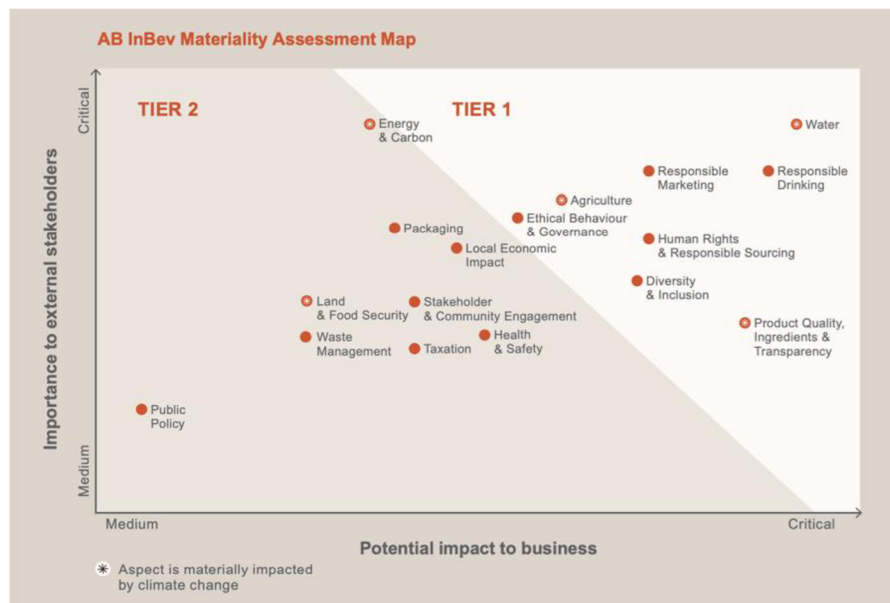 AB InBev Materiality Assessment Map
Critical
TIER 2
TIER 1
Energy
& Carbon
Water
Responsible
Marketing
Responsible
Drinking
Agriculture
Ethical Behaviour
& Governance
Packaging
Local Economic
Impact
Human Rights
& Responsible Sourcing
Diversity
& Inclusion
Land
& Food Security
Stakeholder
& Community Engagement
Product Quality,
Ingredients &
Transparency
Waste
Management
Taxation
Health
& Safety
Public
Policy
Importance to external stakeholders
Medium
Medium
Critical
Potential impact to business
Aspect is materially impacted
by climate change